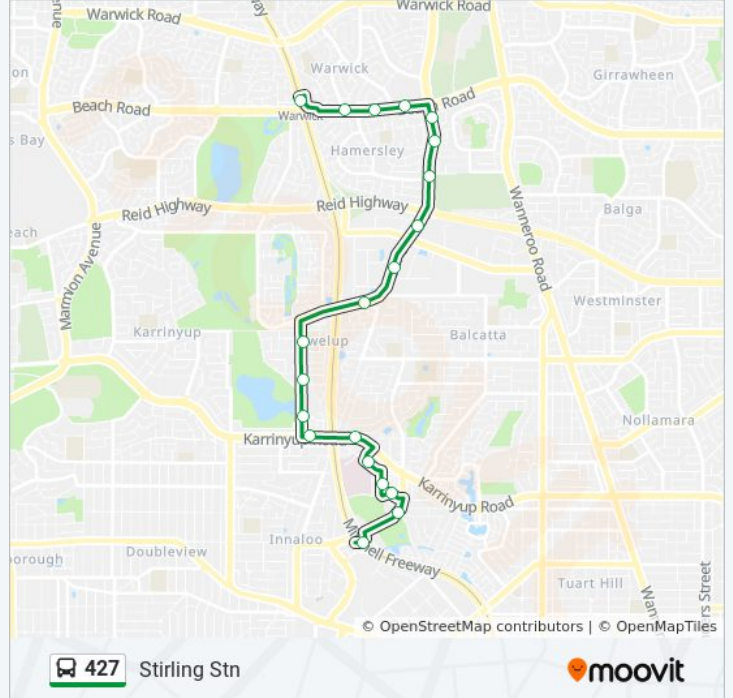 Warwick Road
Warwick Road
Warwick
Girrawheen
Beach Road
Road
Warwick
s Bay
Hamersley
Reid Highway
Reid Highway
Balga
Wanneroo Road
Marmion Avenue
Westminster
Karrinyup
welup
Balcatta
Nollamara
Karrinyup
Karrinyup Road
Innaloo
Doubleview
ell Freeway
Tuart Hill
© OpenStreetMap contributors | © OpenMapTiles
427 Stirling Stn
moovit